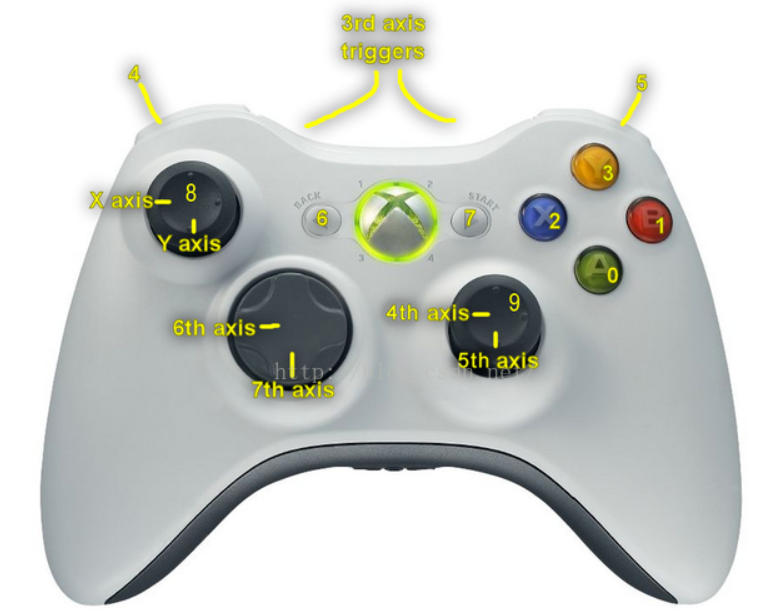 3rd axis
triggers
4
5
Y
3
X axis
8
BACK
1
2
START
6
7
X
2
B
1
Y axis
3
4
A
0
6th axis
4th axis
9
5th axis
http://
7th axis